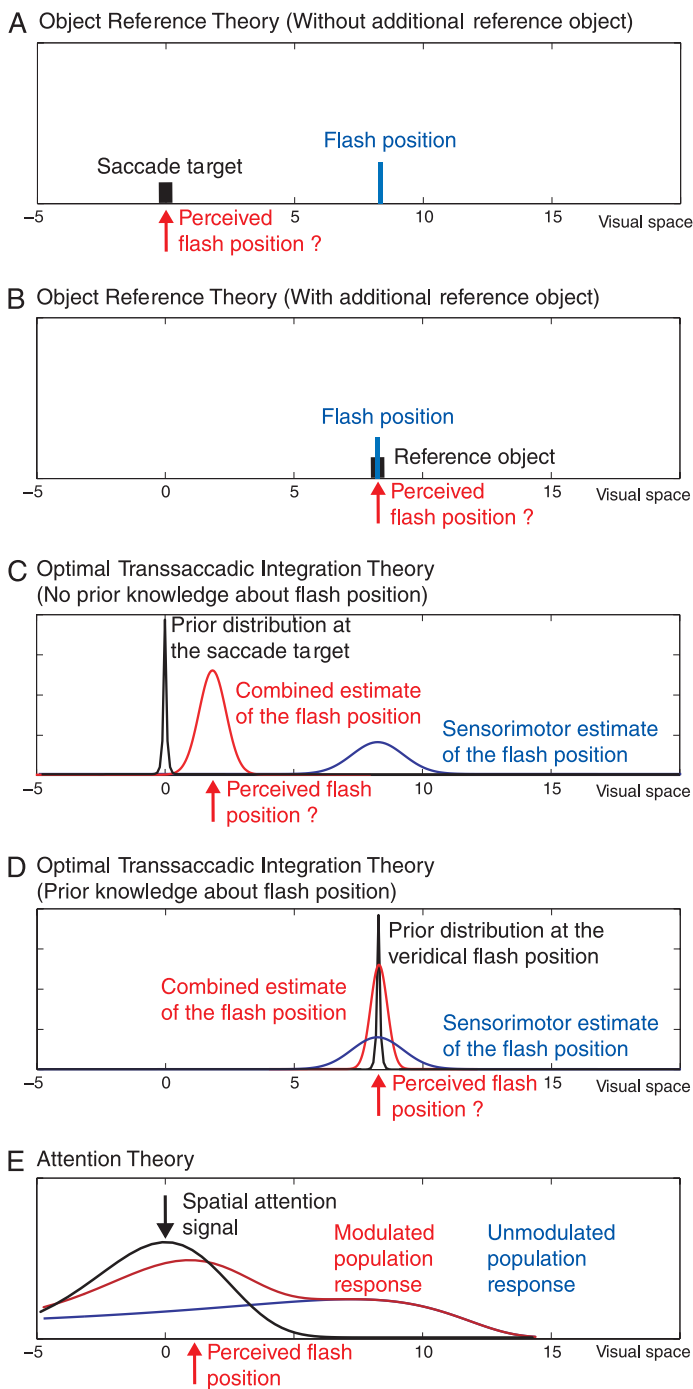 A Object Reference Theory (Without additional reference object)
Flash position
Saccade target
−5 0 5 10 15 Visual space
Perceived
flash position ?
B Object Reference Theory (With additional reference object)
Flash position
Reference object
−5 0 5 10 15 Visual space
Perceived
flash position ?
C Optimal Transsaccadic Integration Theory
(No prior knowledge about flash position)
Prior distribution at
the saccade target
Combined estimate
of the flash position
Sensorimotor estimate
of the flash position
−5 0 5 10 15 Visual space
Perceived flash
position ?
D Optimal Transsaccadic Integration Theory
(Prior knowledge about flash position)
Prior distribution at the
veridical flash position
Combined estimate
of the flash position
Sensorimotor estimate
of the flash position
−5 0 5 10 15 Visual space
Perceived flash
position ?
E Attention Theory
Spatial attention
signal
Modulated
population
response
Unmodulated
population
response
−5 0 5 10 15 Visual space
Perceived flash
position